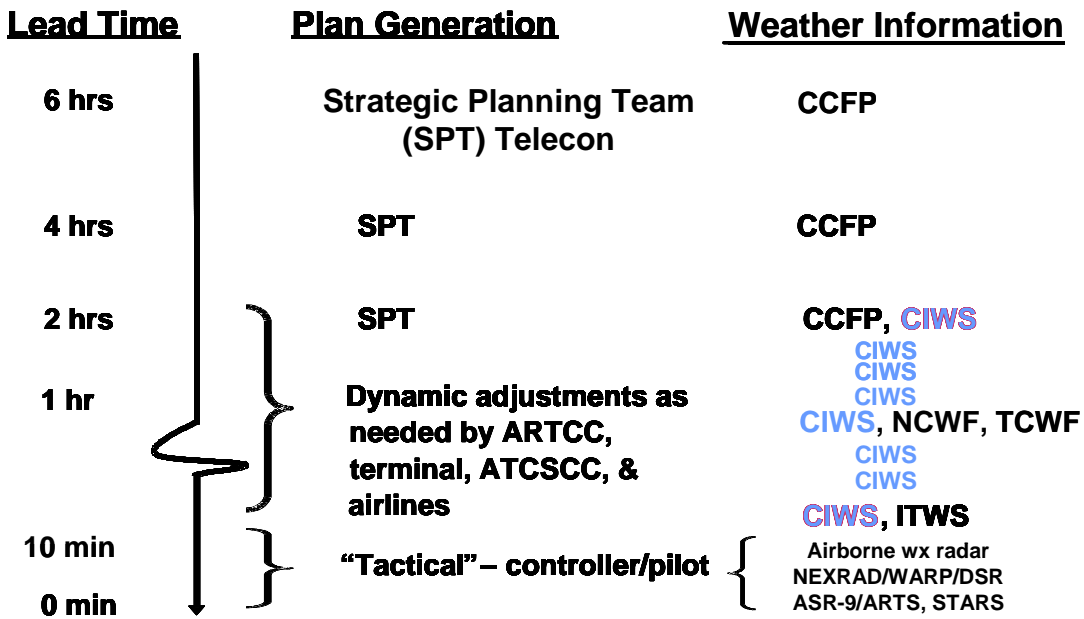 Lead Time Plan Generation Weather Information
6 hrs Strategic Planning Team CCFP
(SPT) Telecon
4 hrs SPT CCFP
2 hrs SPT CCFP, CIWS
CIWS
CIWS
1 hr Dynamic adjustments as CIWS
needed by ARTCC, CIWS, NCWF, TCWF
terminal, ATCSCC, & CIWS
airlines CIWS
CIWS, ITWS
10 min “Tactical”– controller/pilot Airborne wx radar
NEXRAD/WARP/DSR
0 min ASR-9/ARTS, STARS